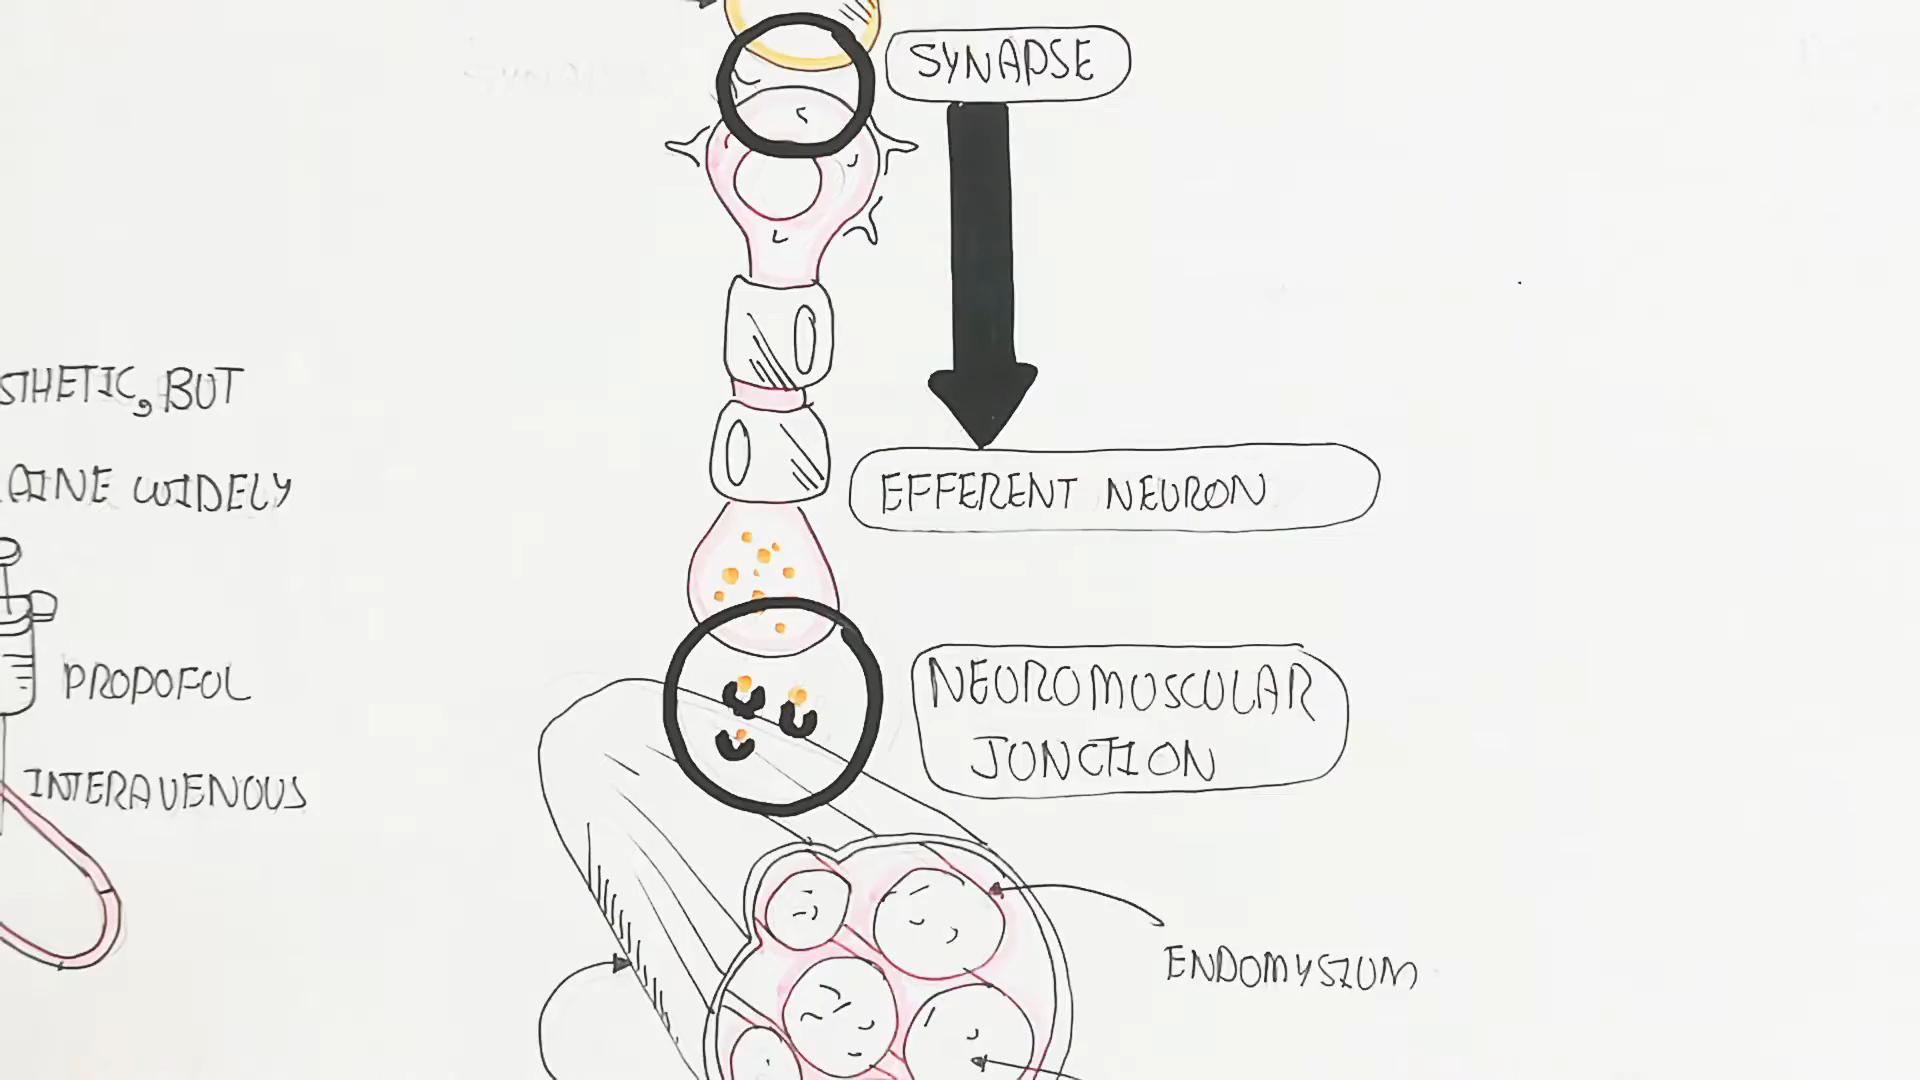 SYNAPSE
STHETIC, BUT
AINE WIDELY
EFFERENT NEURON
PROPOFOL
NEUROMUSCULAR
JUNCTION
INTERAVENOUS
ENDOMYSIUM